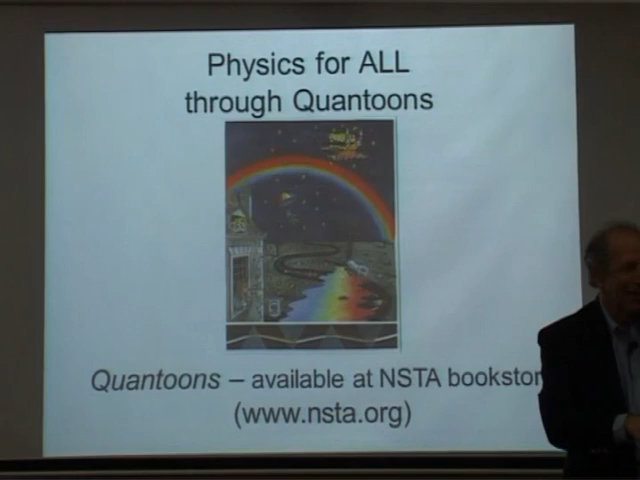 Physics for ALL
through Quantoons
Quantoons – available at NSTA bookstor
(www.nsta.org)